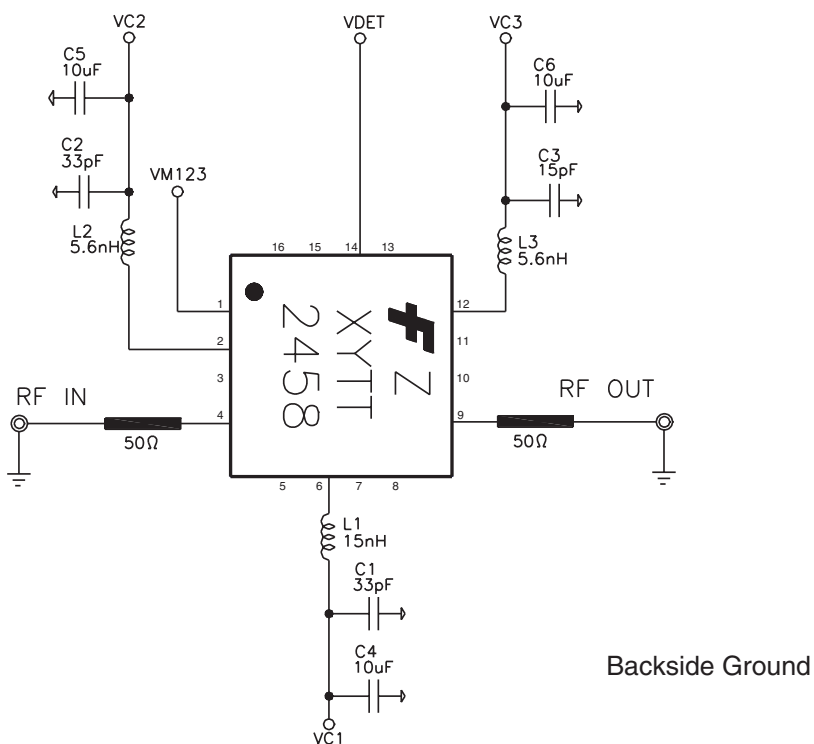 VC2
VDET
VC3
C5
10uF
C6
10uF
C2
33pF
VM123
C3
15pF
L2
5.6nH
L3
5.6nH
16 15 14 13
1
2
3
4
12
11
10
9
Z
XYTT
2458
RF IN
50Ω
RF OUT
50Ω
5 6 7 8
L1
15nH
C1
33pF
C4
10uF
VC1
Backside Ground